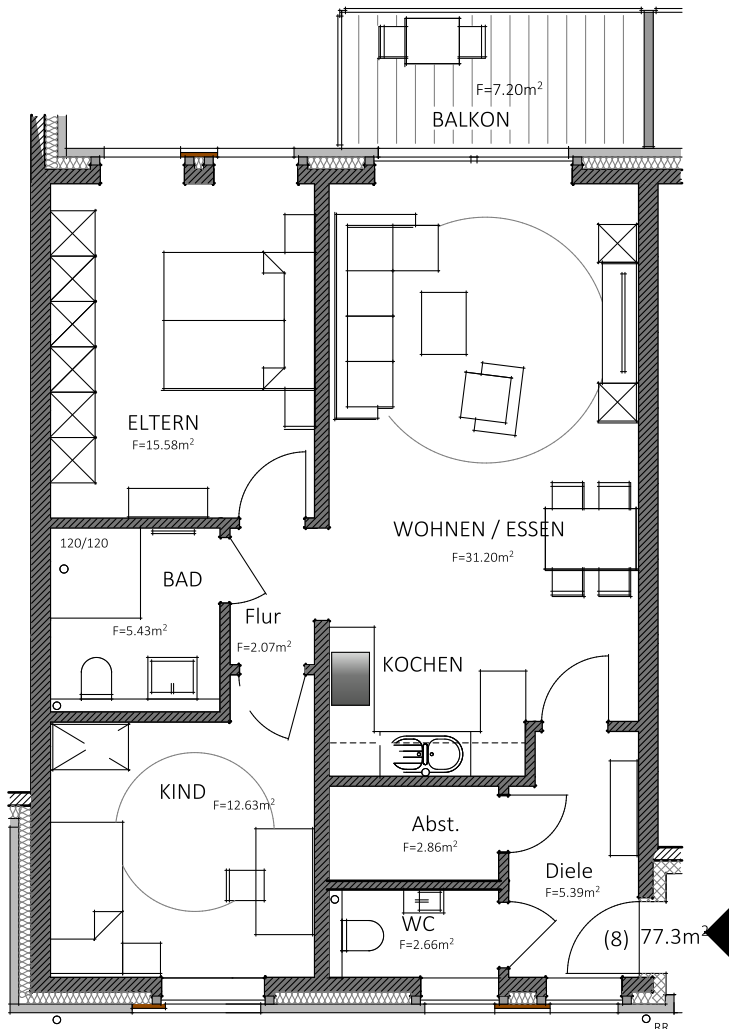 F=7.20m²
BALKON
ELTERN
F=15.58m²
WOHNEN / ESSEN
F=31.20m²
120/120
BAD
F=5.43m²
Flur
F=2.07m²
KOCHEN
KIND
F=12.63m²
Abst.
F=2.86m²
Diele
F=5.39m²
WC
F=2.66m²
(8) 77.3m²
RR